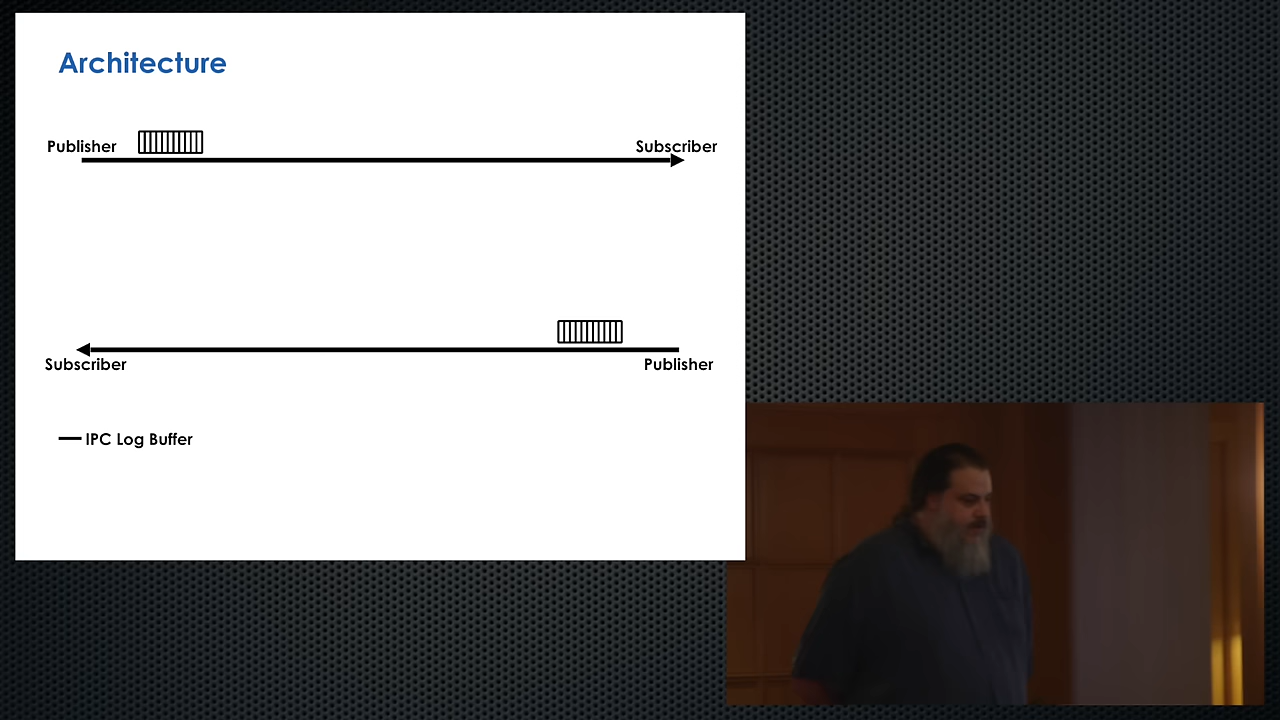 Architecture
Publisher
Subscriber
Subscriber
Publisher
IPC Log Buffer